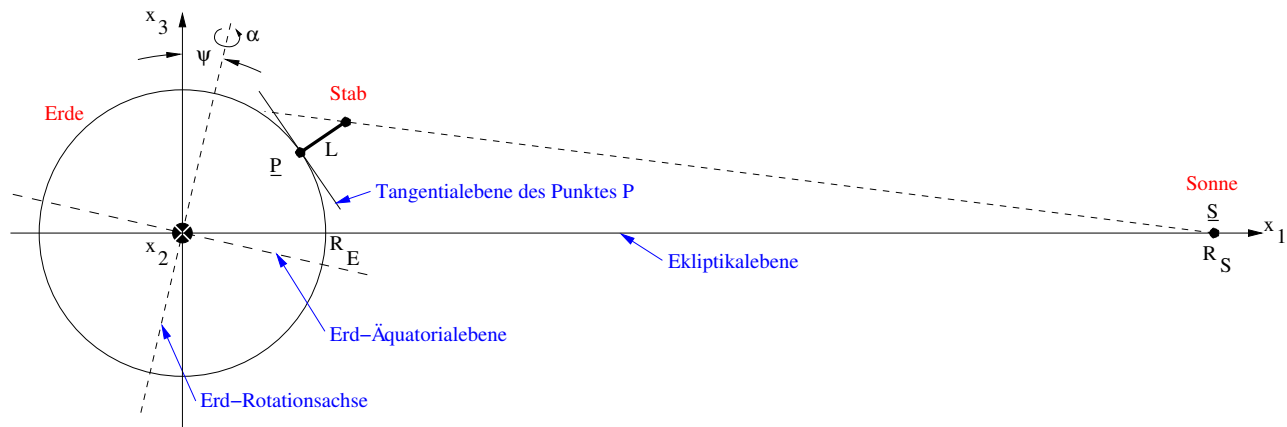 x3
α
ψ
Stab
Erde
L
P
Tangentialebene des Punktes P
Sonne
S
x2
RE
x1
RS
Ekliptikalebene
Erd–Äquatorialebene
Erd–Rotationsachse